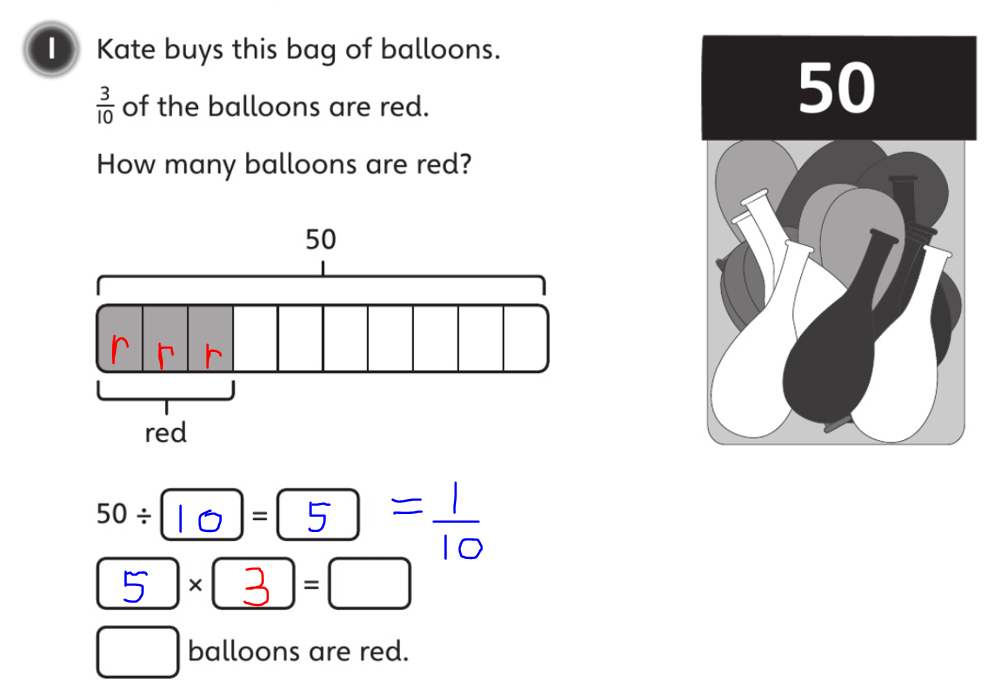 1 Kate buys this bag of balloons.
50
3/10 of the balloons are red.
How many balloons are red?
50
r r r
red
50 ÷ 10 = 5 = 1/10
5 × 3 =
balloons are red.